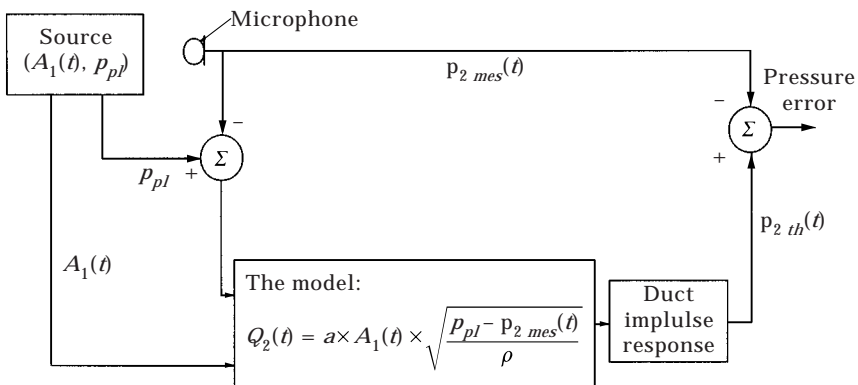 Microphone
Source
(A₁(t), pₚₗ)
p₂ mes(t)
Pressure
error
−
−
Σ
Σ
+
pₚₗ +
p₂ th(t)
A₁(t)
The model:
Q₂(t) = a × A₁(t) × √((pₚₗ − p₂ mes(t))/ρ)
Duct
implulse
response